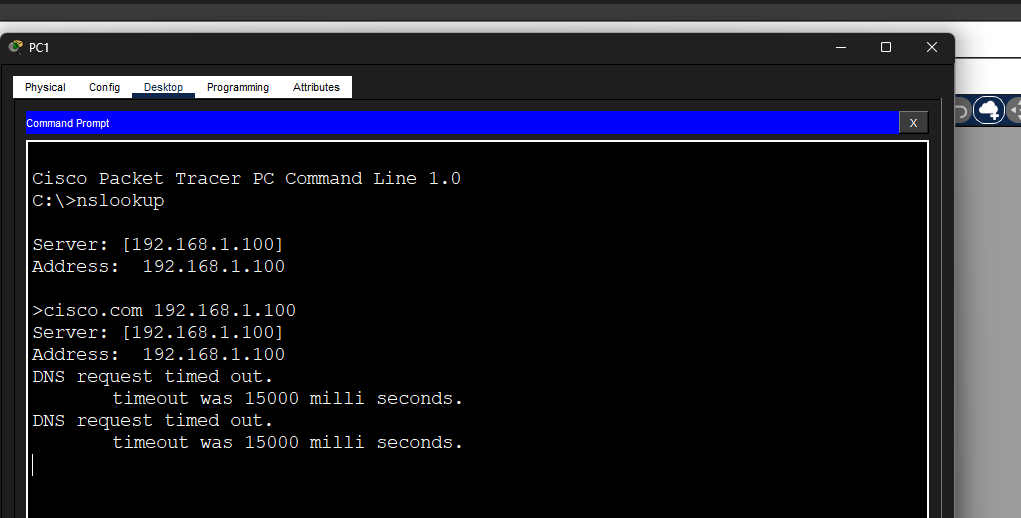 PC1
Physical Config Desktop Programming Attributes
Command Prompt X
Cisco Packet Tracer PC Command Line 1.0
C:\>nslookup
Server: [192.168.1.100]
Address:  192.168.1.100
>cisco.com 192.168.1.100
Server: [192.168.1.100]
Address:  192.168.1.100
DNS request timed out.
timeout was 15000 milli seconds.
DNS request timed out.
timeout was 15000 milli seconds.